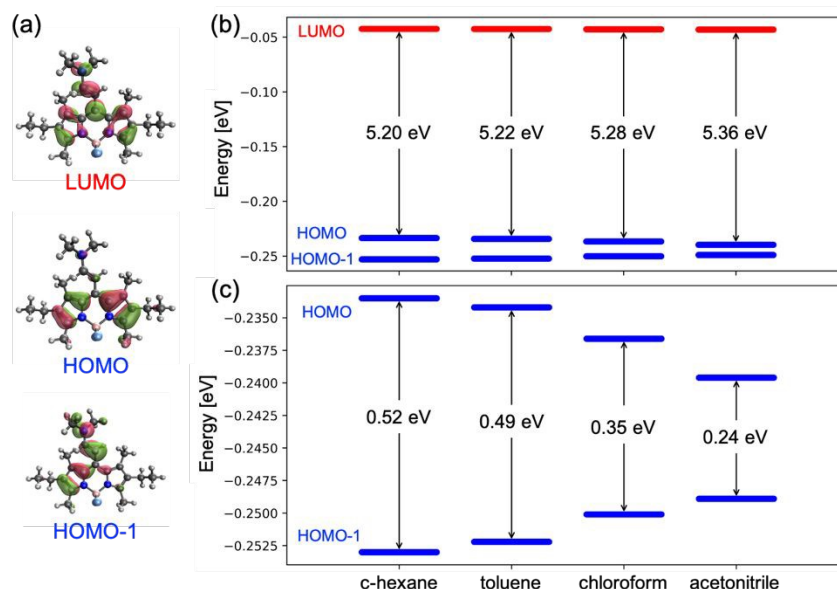 (a)
LUMO
HOMO
HOMO-1
(b)
Energy [eV]
−0.05
−0.10
−0.15
−0.20
−0.25
LUMO
5.20 eV
5.22 eV
5.28 eV
5.36 eV
HOMO
HOMO-1
(c)
Energy [eV]
−0.2350
−0.2375
−0.2400
−0.2425
−0.2450
−0.2475
−0.2500
−0.2525
HOMO
0.52 eV
0.49 eV
0.35 eV
0.24 eV
HOMO-1
c-hexane
toluene
chloroform
acetonitrile